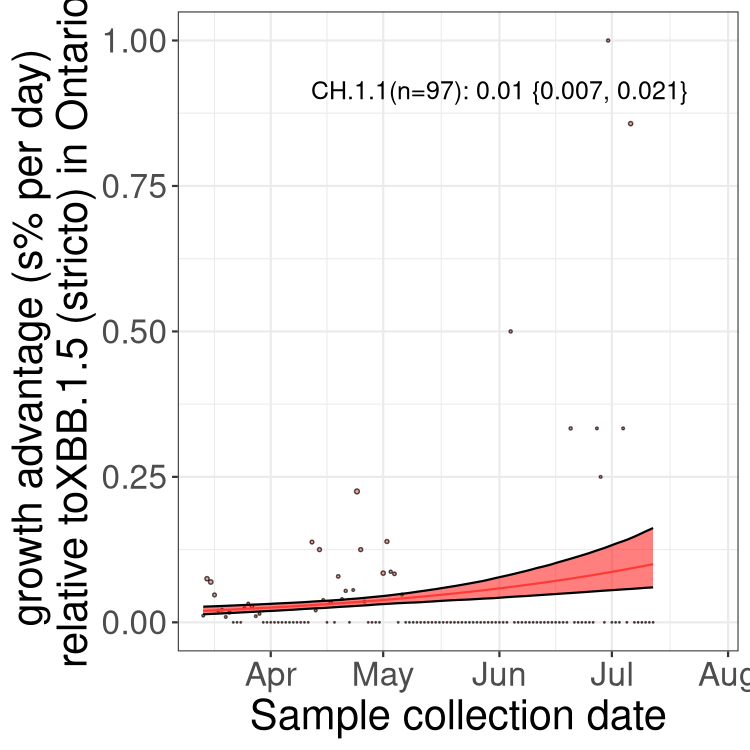 growth advantage (s% per day)
relative toXBB.1.5 (stricto) in Ontario
1.00
0.75
0.50
0.25
0.00
CH.1.1(n=97): 0.01 {0.007, 0.021}
Apr May Jun Jul Aug
Sample collection date